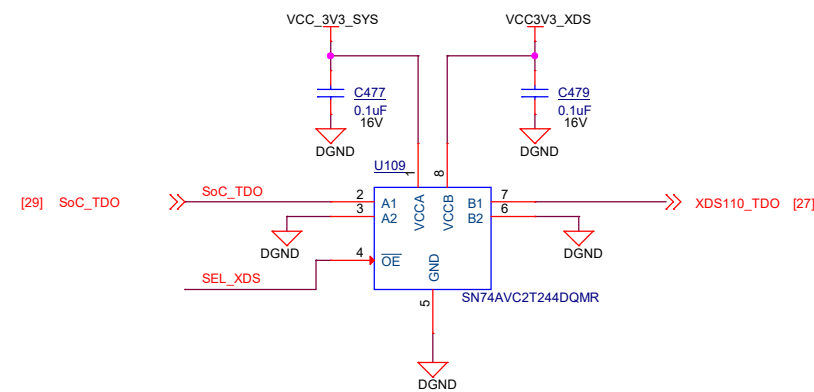 VCC_3V3_SYS VCC3V3_XDS
C477 C479
0.1uF 0.1uF
16V 16V
DGND DGND
U109
1 8
[29] SoC_TDO SoC_TDO 2 A1 VCCA VCCB B1 7 XDS110_TDO [27]
3 A2 B2 6
DGND DGND
4 OE
SEL_XDS GND
5 SN74AVC2T244DQMR
DGND